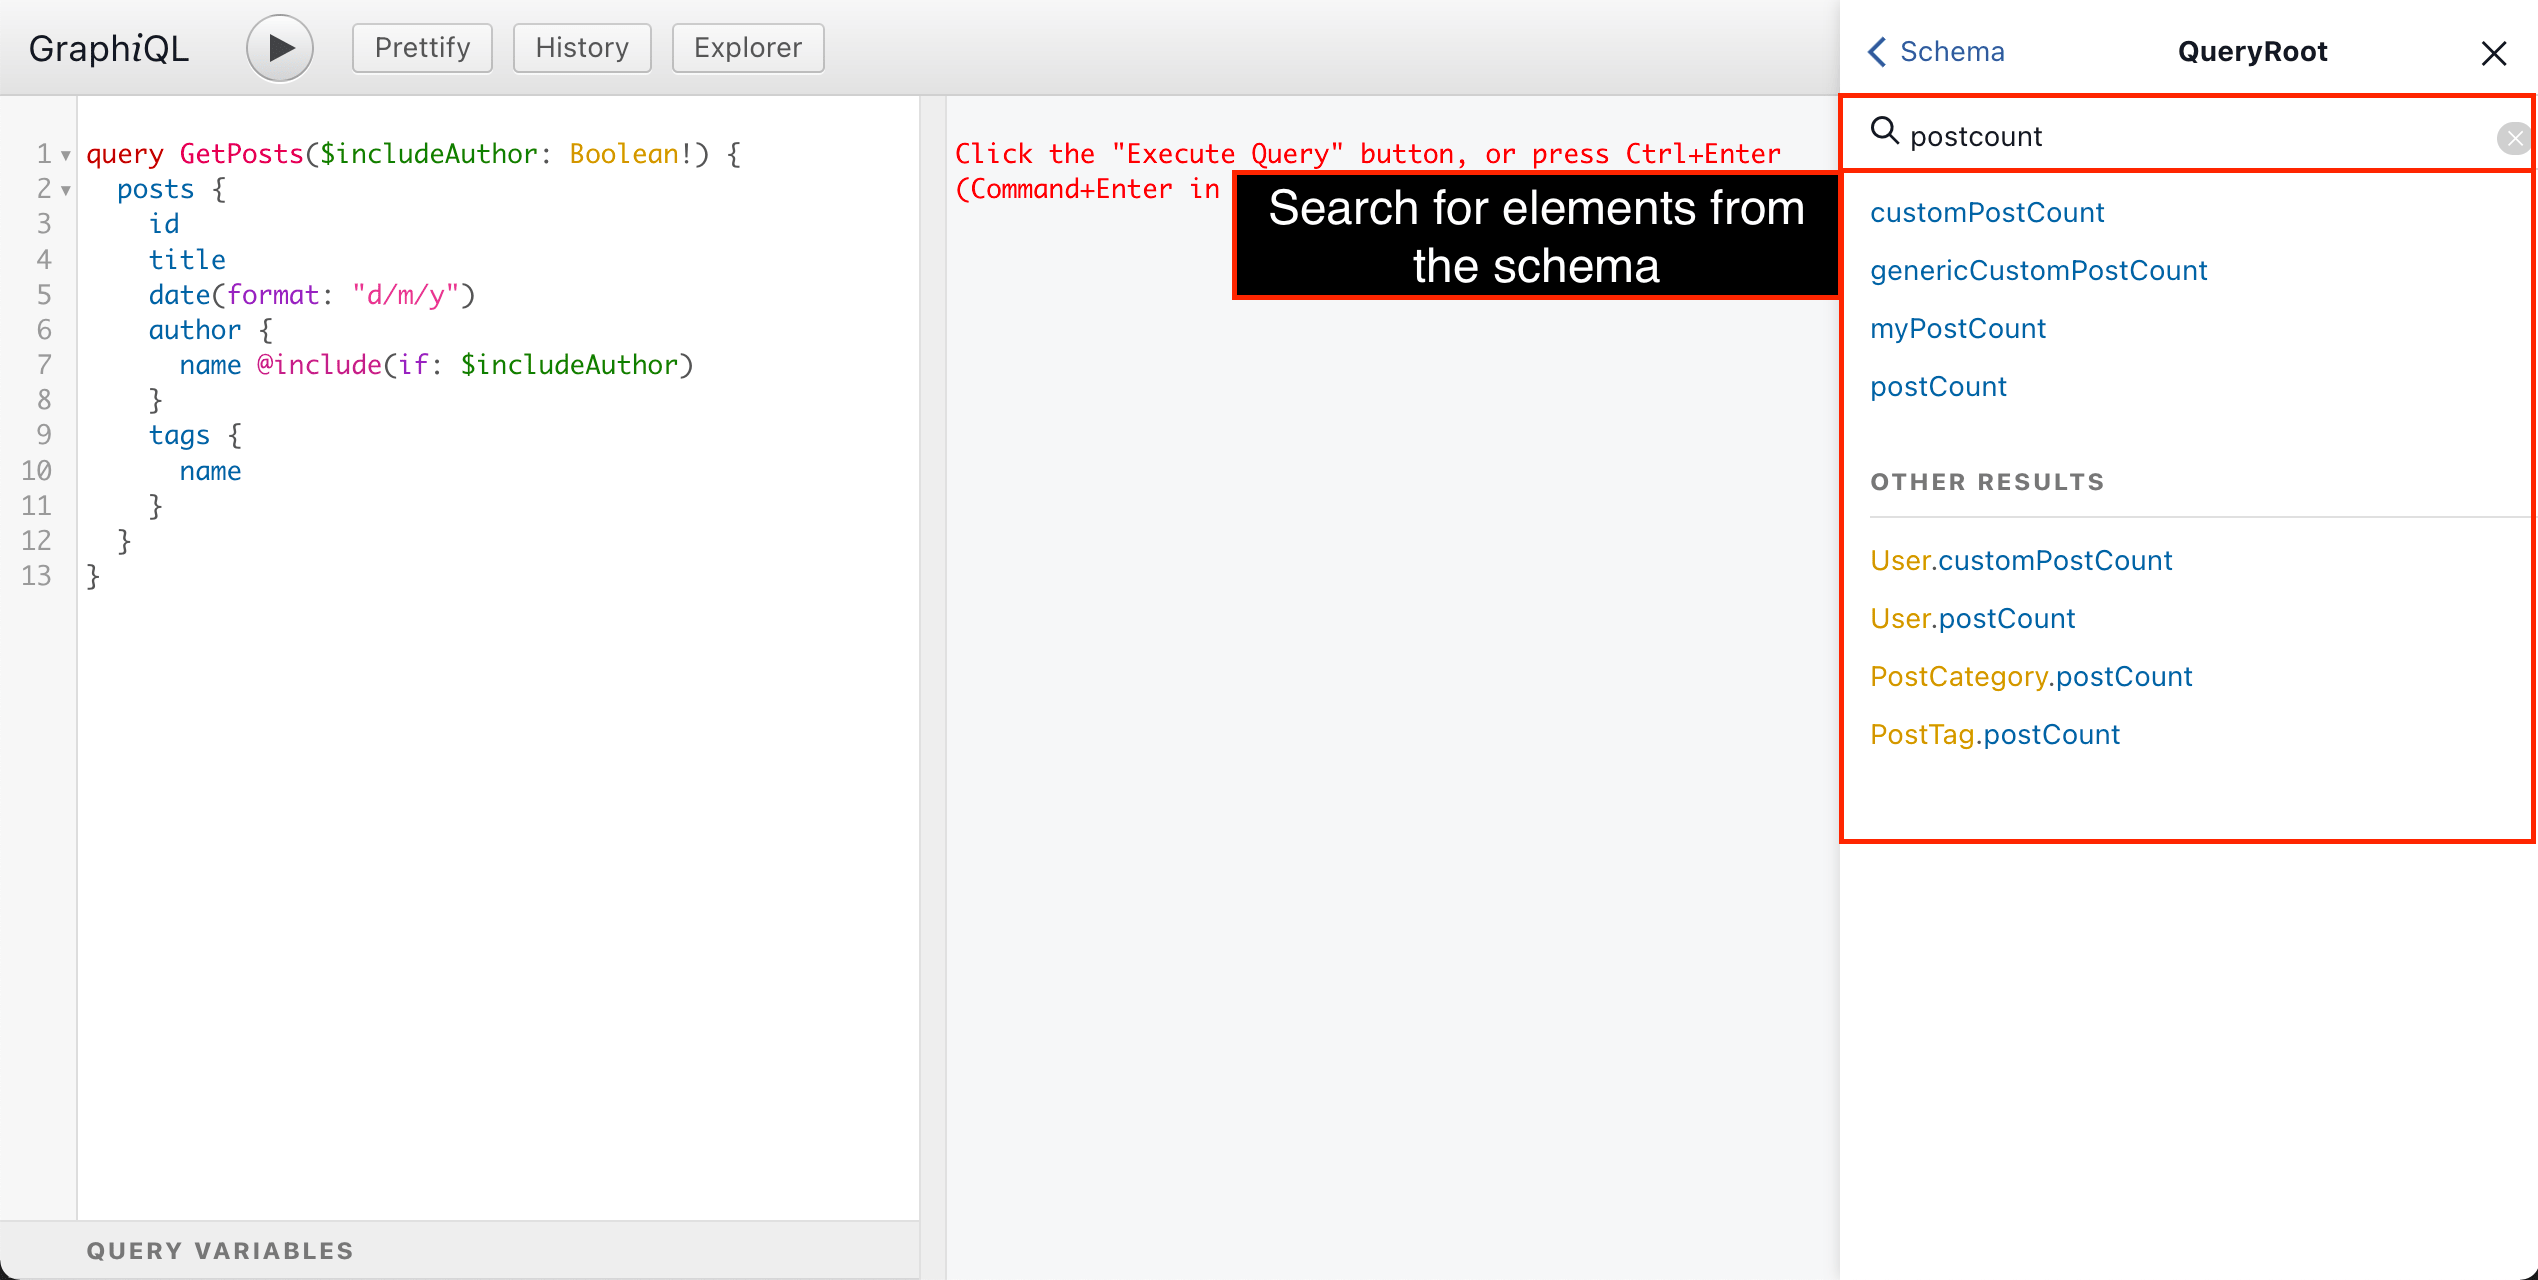 GraphiQL
Prettify
History
Explorer
1 query GetPosts($includeAuthor: Boolean!) {
2   posts {
3     id
4     title
5     date(format: "d/m/y")
6     author {
7       name @include(if: $includeAuthor)
8     }
9     tags {
10       name
11     }
12   }
13 }
QUERY VARIABLES
Click the "Execute Query" button, or press Ctrl+Enter
(Command+Enter in
Search for elements from
the schema
Schema
QueryRoot
postcount
customPostCount
genericCustomPostCount
myPostCount
postCount
OTHER RESULTS
User.customPostCount
User.postCount
PostCategory.postCount
PostTag.postCount